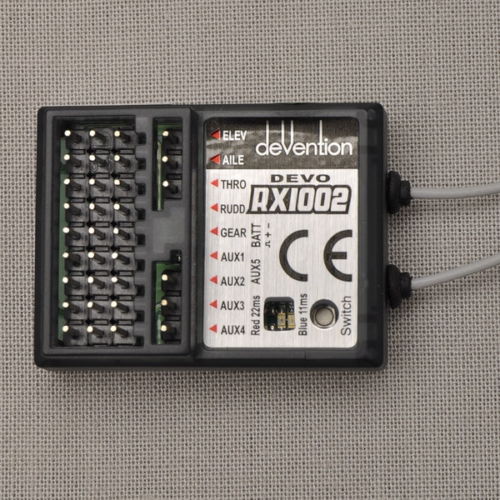 deVention
DEVO
RX1002
ELEV
AILE
THRO
RUDD
GEAR
AUX1
AUX2
AUX3
AUX4
BATT
- +
AUX5
CE
Red 22ms
Blue 11ms
Switch